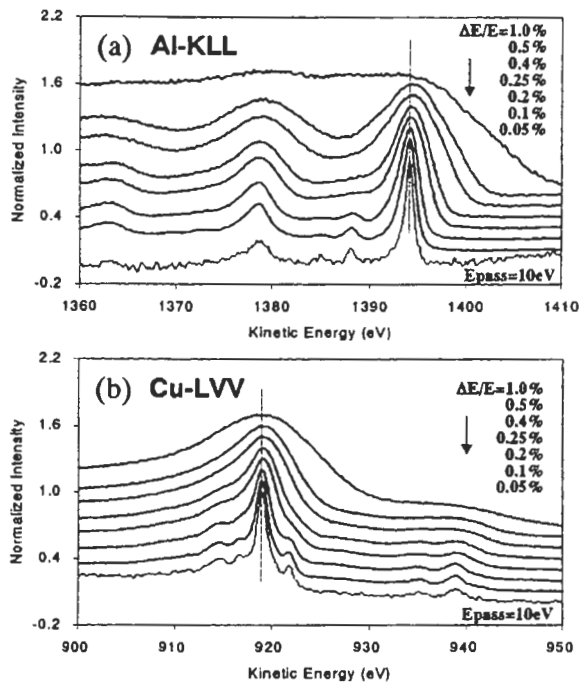 (a) Al-KLL
ΔE/E=1.0%
0.5%
0.4%
0.25%
0.2%
0.1%
0.05%
Epass=10eV
Normalized Intensity
2.2
1.6
1.0
0.4
-0.2
1360 1370 1380 1390 1400 1410
Kinetic Energy (eV)
(b) Cu-LVV
ΔE/E=1.0%
0.5%
0.4%
0.25%
0.2%
0.1%
0.05%
Epass=10eV
Normalized Intensity
2.2
1.6
1.0
0.4
-0.2
900 910 920 930 940 950
Kinetic Energy (eV)